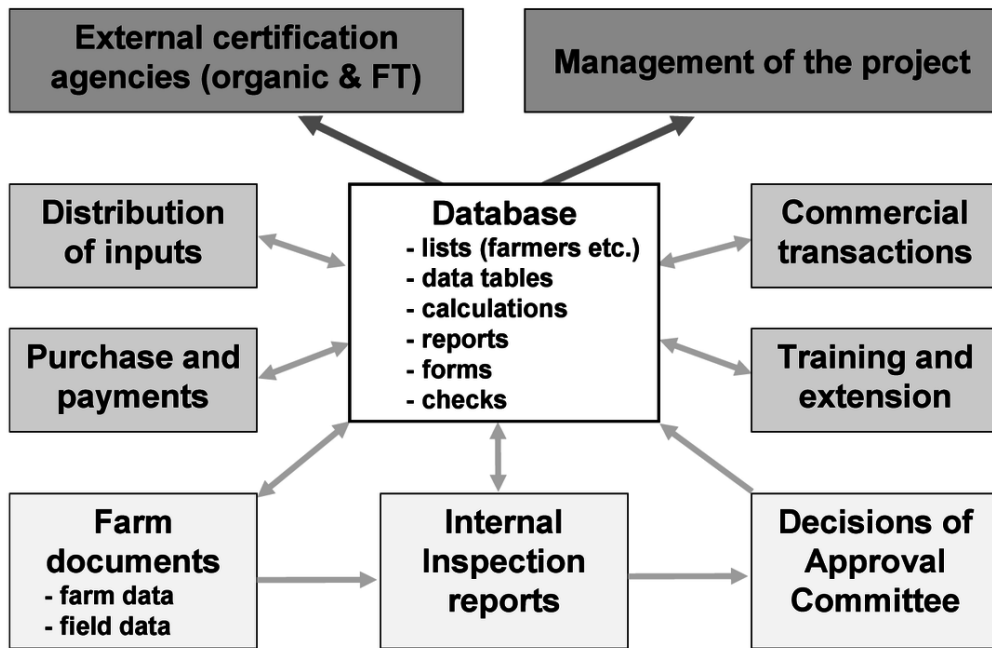 External certification
agencies (organic & FT)
Management of the project
Distribution
of inputs
Database
- lists (farmers etc.)
- data tables
- calculations
- reports
- forms
- checks
Commercial
transactions
Purchase and
payments
Training and
extension
Farm
documents
- farm data
- field data
Internal
Inspection
reports
Decisions of
Approval
Committee